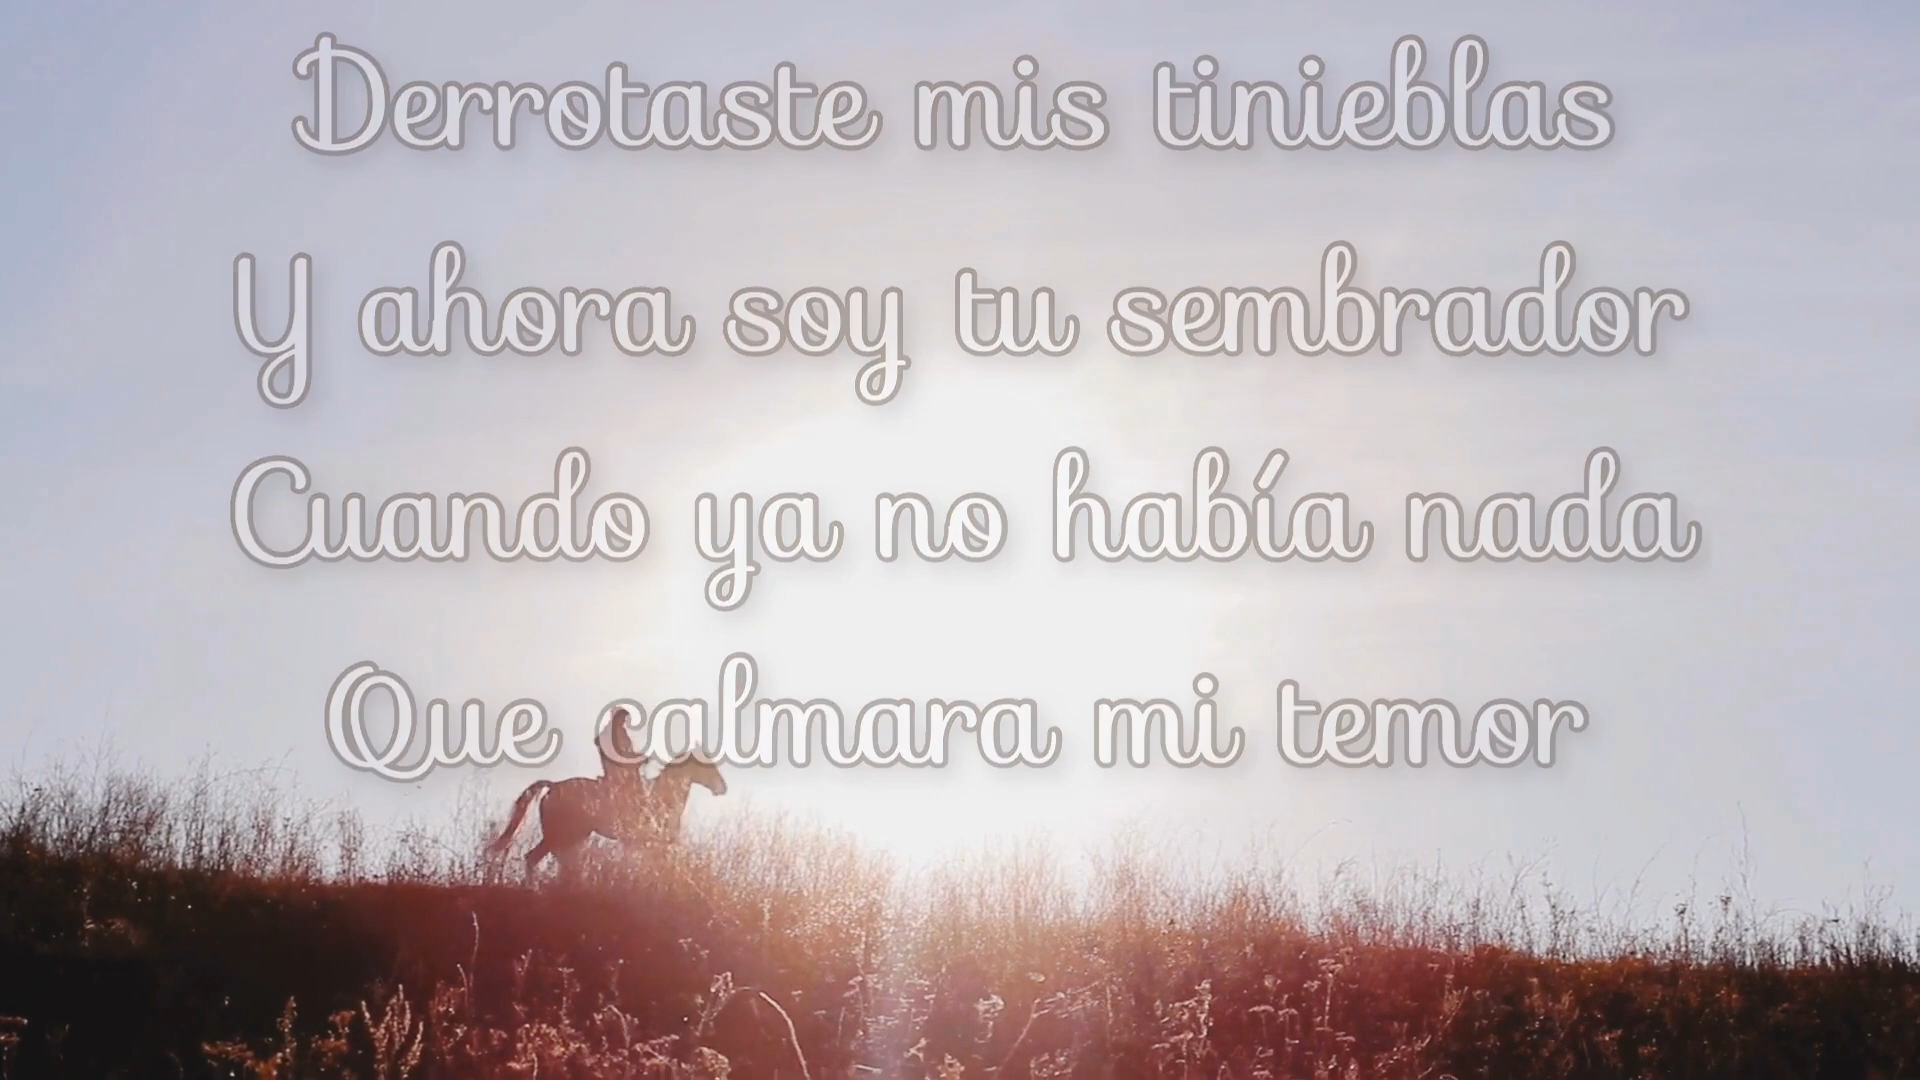 Derrotaste mis tinieblas
Y ahora soy tu sembrador
Cuando ya no había nada
Que calmara mi temor